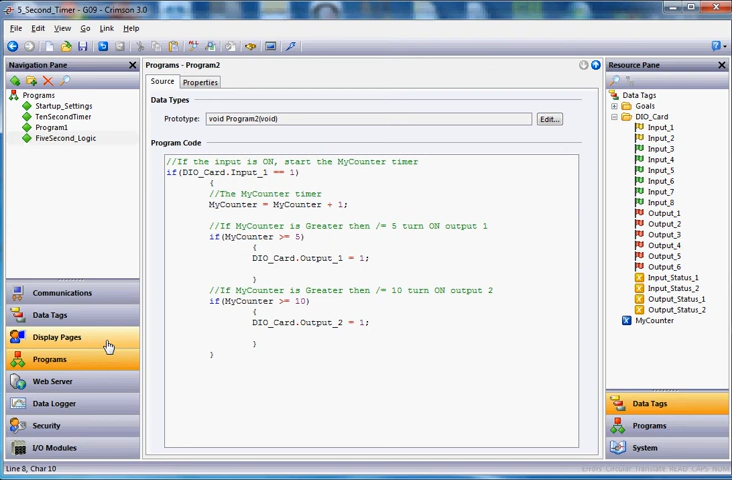 5_Second_Timer - G09 - Crimson 3.0
File Edit View Go Link Help
Navigation Pane
Programs
Startup_Settings
TenSecondTimer
Program1
FiveSecond_Logic
Communications
Data Tags
Display Pages
Programs
Web Server
Data Logger
Security
I/O Modules
Programs - Program2
Source Properties
Data Types
Prototype: void Program2(void) Edit...
Program Code
//If the input is ON, start the MyCounter timer
if(DIO_Card.Input_1 == 1)
{
//The MyCounter timer
MyCounter = MyCounter + 1;
//If MyCounter is Greater then /= 5 turn ON output 1
if(MyCounter >= 5)
{
DIO_Card.Output_1 = 1;
}
//If MyCounter is Greater then /= 10 turn ON output 2
if(MyCounter >= 10)
{
DIO_Card.Output_2 = 1;
}
}
Resource Pane
Data Tags
Goals
DIO_Card
Input_1
Input_2
Input_3
Input_4
Input_5
Input_6
Input_7
Input_8
Output_1
Output_2
Output_3
Output_4
Output_5
Output_6
Input_Status_1
Input_Status_2
Output_Status_1
Output_Status_2
MyCounter
Data Tags
Programs
System
Line 8, Char 10
Errors Circular Translate READ CAPS NUM